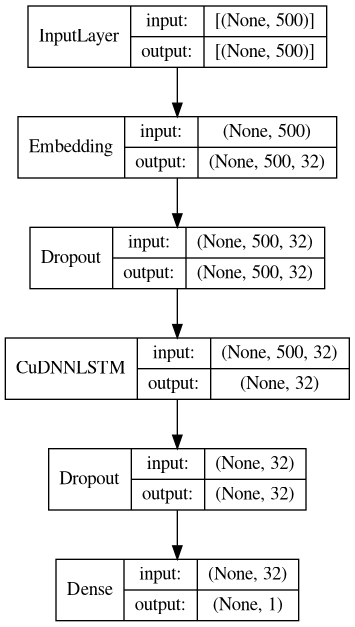 InputLayer input: [(None, 500)]
output: [(None, 500)]
Embedding input: (None, 500)
output: (None, 500, 32)
Dropout input: (None, 500, 32)
output: (None, 500, 32)
CuDNNLSTM input: (None, 500, 32)
output: (None, 32)
Dropout input: (None, 32)
output: (None, 32)
Dense input: (None, 32)
output: (None, 1)